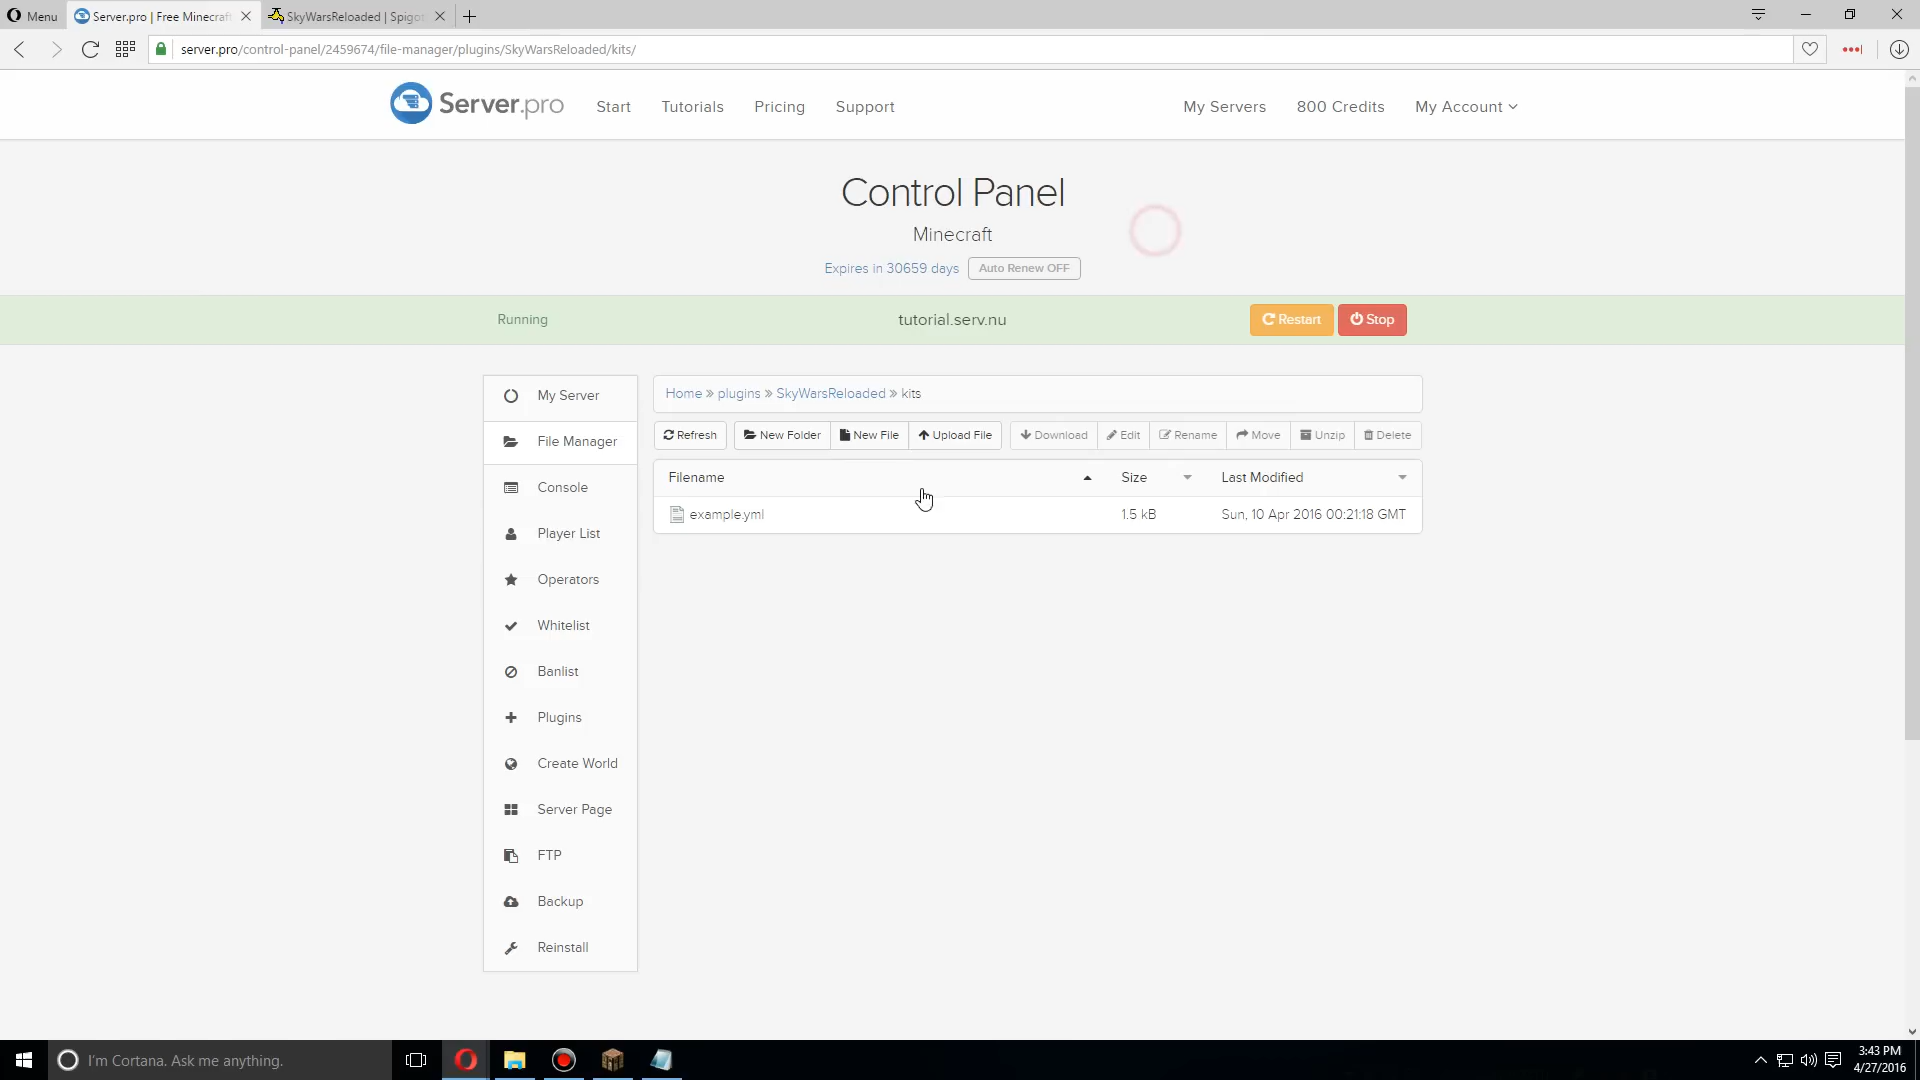 Menu
Server.pro | Free Minecraft
SkyWarsReloaded | Spigot
server.pro/control-panel/2459674/file-manager/plugins/SkyWarsReloaded/kits/
Server.pro
Start
Tutorials
Pricing
Support
My Servers
800 Credits
My Account
Control Panel
Minecraft
Expires in 30659 days
Auto Renew OFF
Running
tutorial.serv.nu
Restart
Stop
My Server
File Manager
Console
Player List
Operators
Whitelist
Banlist
Plugins
Create World
Server Page
FTP
Backup
Reinstall
Home » plugins » SkyWarsReloaded » kits
Refresh
New Folder
New File
Upload File
Download
Edit
Rename
Move
Unzip
Delete
Filename
Size
Last Modified
example.yml
1.5 kB
Sun, 10 Apr 2016 00:21:18 GMT
I'm Cortana. Ask me anything.
3:43 PM
4/27/2016